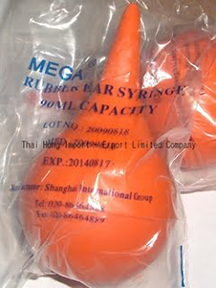 MEGA
RUBBER EAR SYRINGE
90ML CAPACITY
LOT NO: 20090818
Thai Hong Import - Export Limited Company
EXP.:20140817
Shanghai International Group